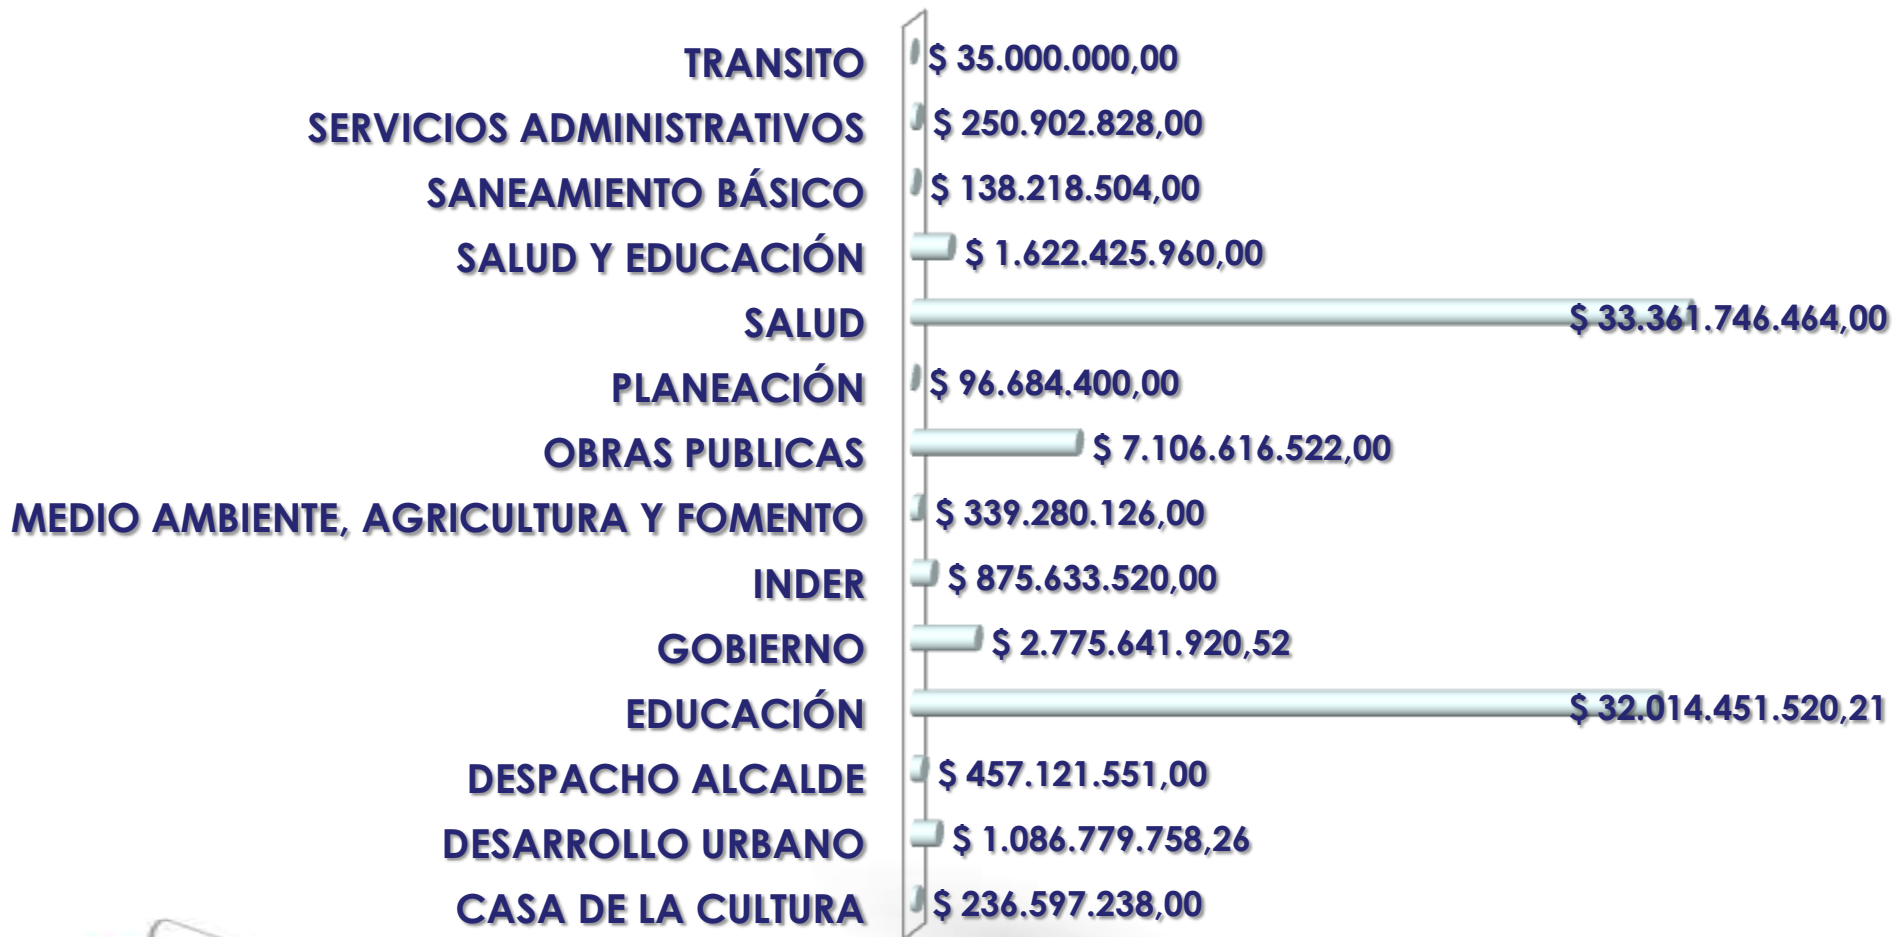 TRANSITO $ 35.000.000,00
SERVICIOS ADMINISTRATIVOS $ 250.902.828,00
SANEAMIENTO BÁSICO $ 138.218.504,00
SALUD Y EDUCACIÓN $ 1.622.425.960,00
SALUD $ 33.361.746.464,00
PLANEACIÓN $ 96.684.400,00
OBRAS PUBLICAS $ 7.106.616.522,00
MEDIO AMBIENTE, AGRICULTURA Y FOMENTO $ 339.280.126,00
INDER $ 875.633.520,00
GOBIERNO $ 2.775.641.920,52
EDUCACIÓN $ 32.014.451.520,21
DESPACHO ALCALDE $ 457.121.551,00
DESARROLLO URBANO $ 1.086.779.758,26
CASA DE LA CULTURA $ 236.597.238,00